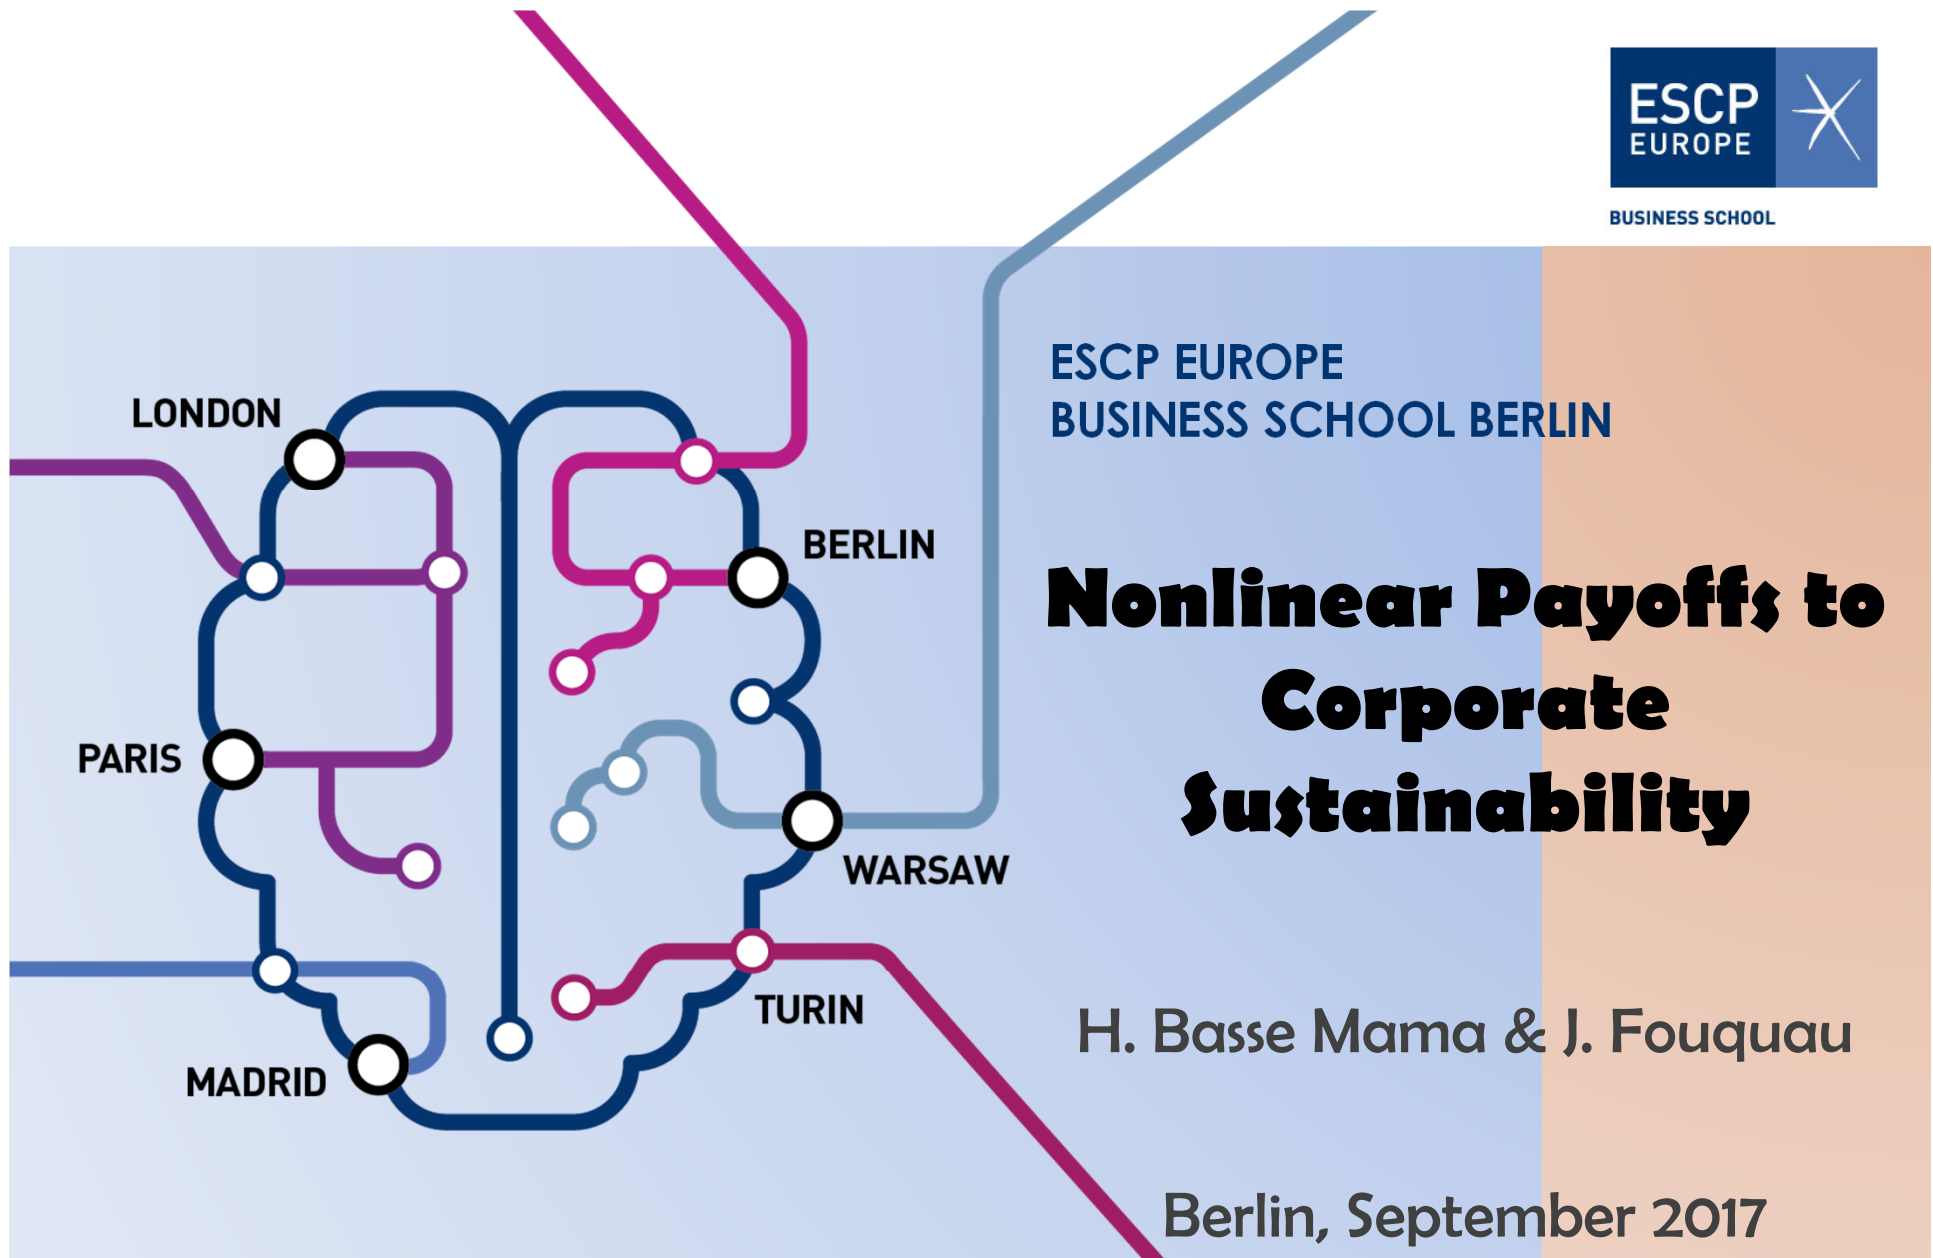 ESCP
EUROPE
BUSINESS SCHOOL
ESCP EUROPE
BUSINESS SCHOOL BERLIN
LONDON
BERLIN
PARIS
WARSAW
TURIN
MADRID
Nonlinear Payoffs to
Corporate
Sustainability
H. Basse Mama & J. Fouquau
Berlin, September 2017